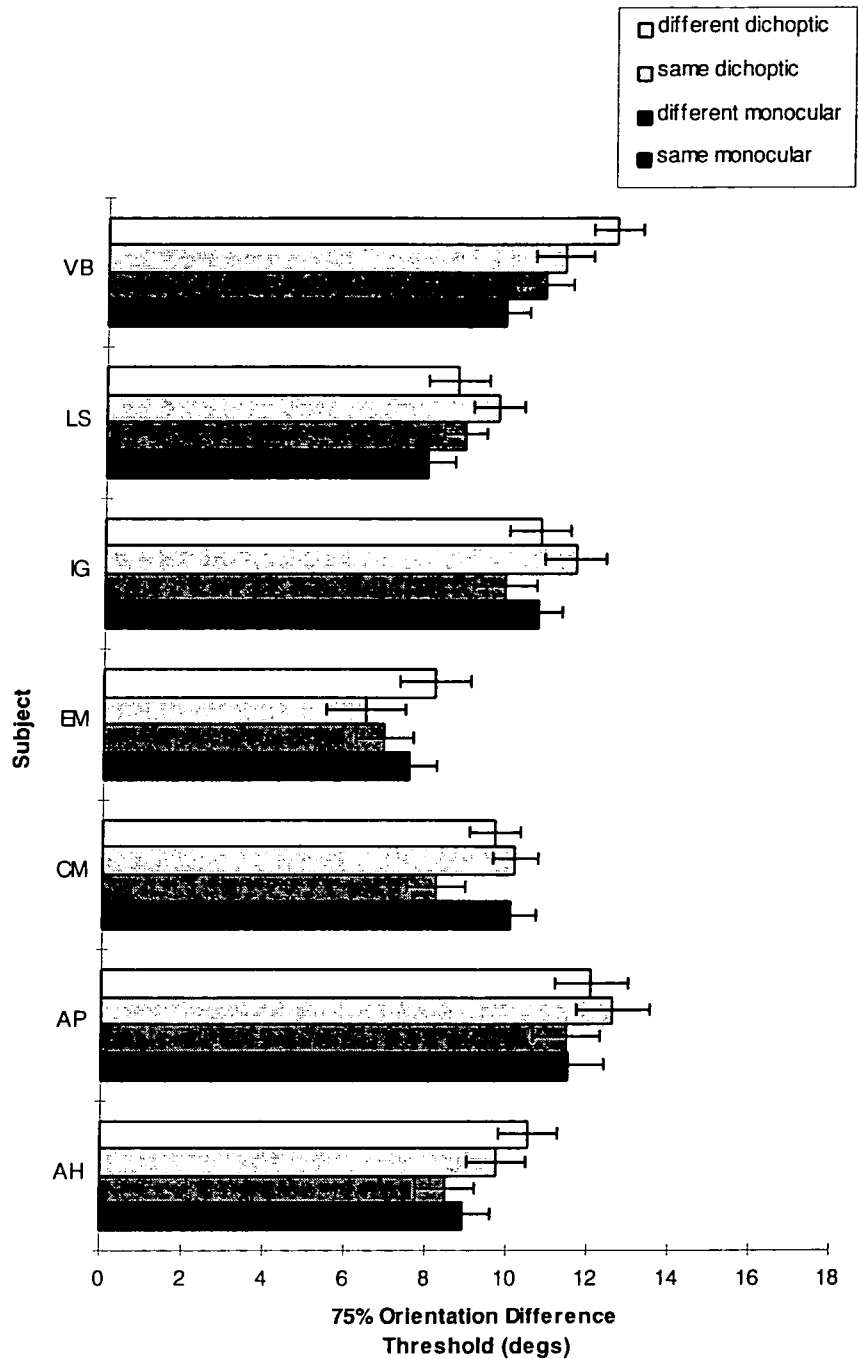 different dichoptic
same dichoptic
different monocular
same monocular
VB
LS
IG
EM
CM
AP
AH
Subject
0 2 4 6 8 10 12 14 16 18
75% Orientation Difference
Threshold (degs)